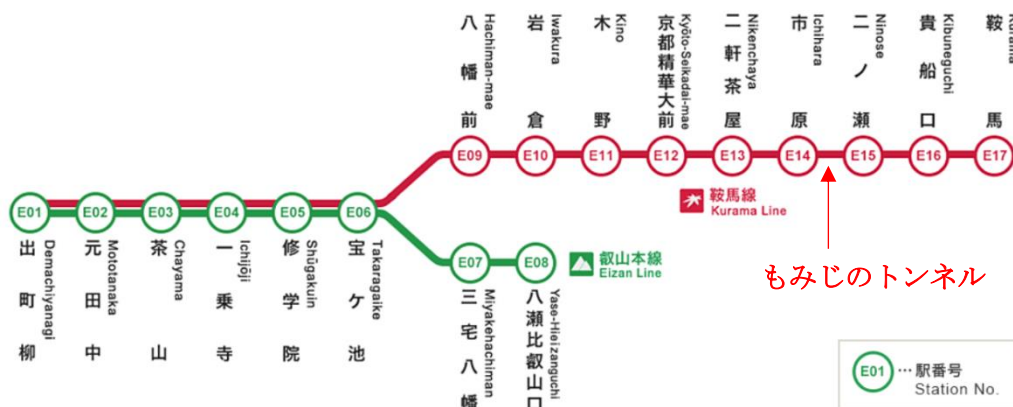 八幡前 Hachiman-mae
岩倉 Iwakura
木野 Kino
京都精華大前 Kyōto-Seikadai-mae
二軒茶屋 Nikenchaya
市原 Ichihara
二ノ瀬 Ninose
貴船口 Kibuneguchi
鞍馬
E09 E10 E11 E12 E13 E14 E15 E16 E17
鞍馬線
Kurama Line
E01 E02 E03 E04 E05 E06
出町柳 Demachiyanagi
元田中 Mototanaka
茶山 Chayama
一乗寺 Ichijōji
修学院 Shūgakuin
宝ケ池 Takaragaike
E07 E08
叡山本線
Eizan Line
三宅八幡 Miyakehachiman
八瀬比叡山口 Yase-Hieizanguchi
もみじのトンネル
E01 …駅番号
Station No.